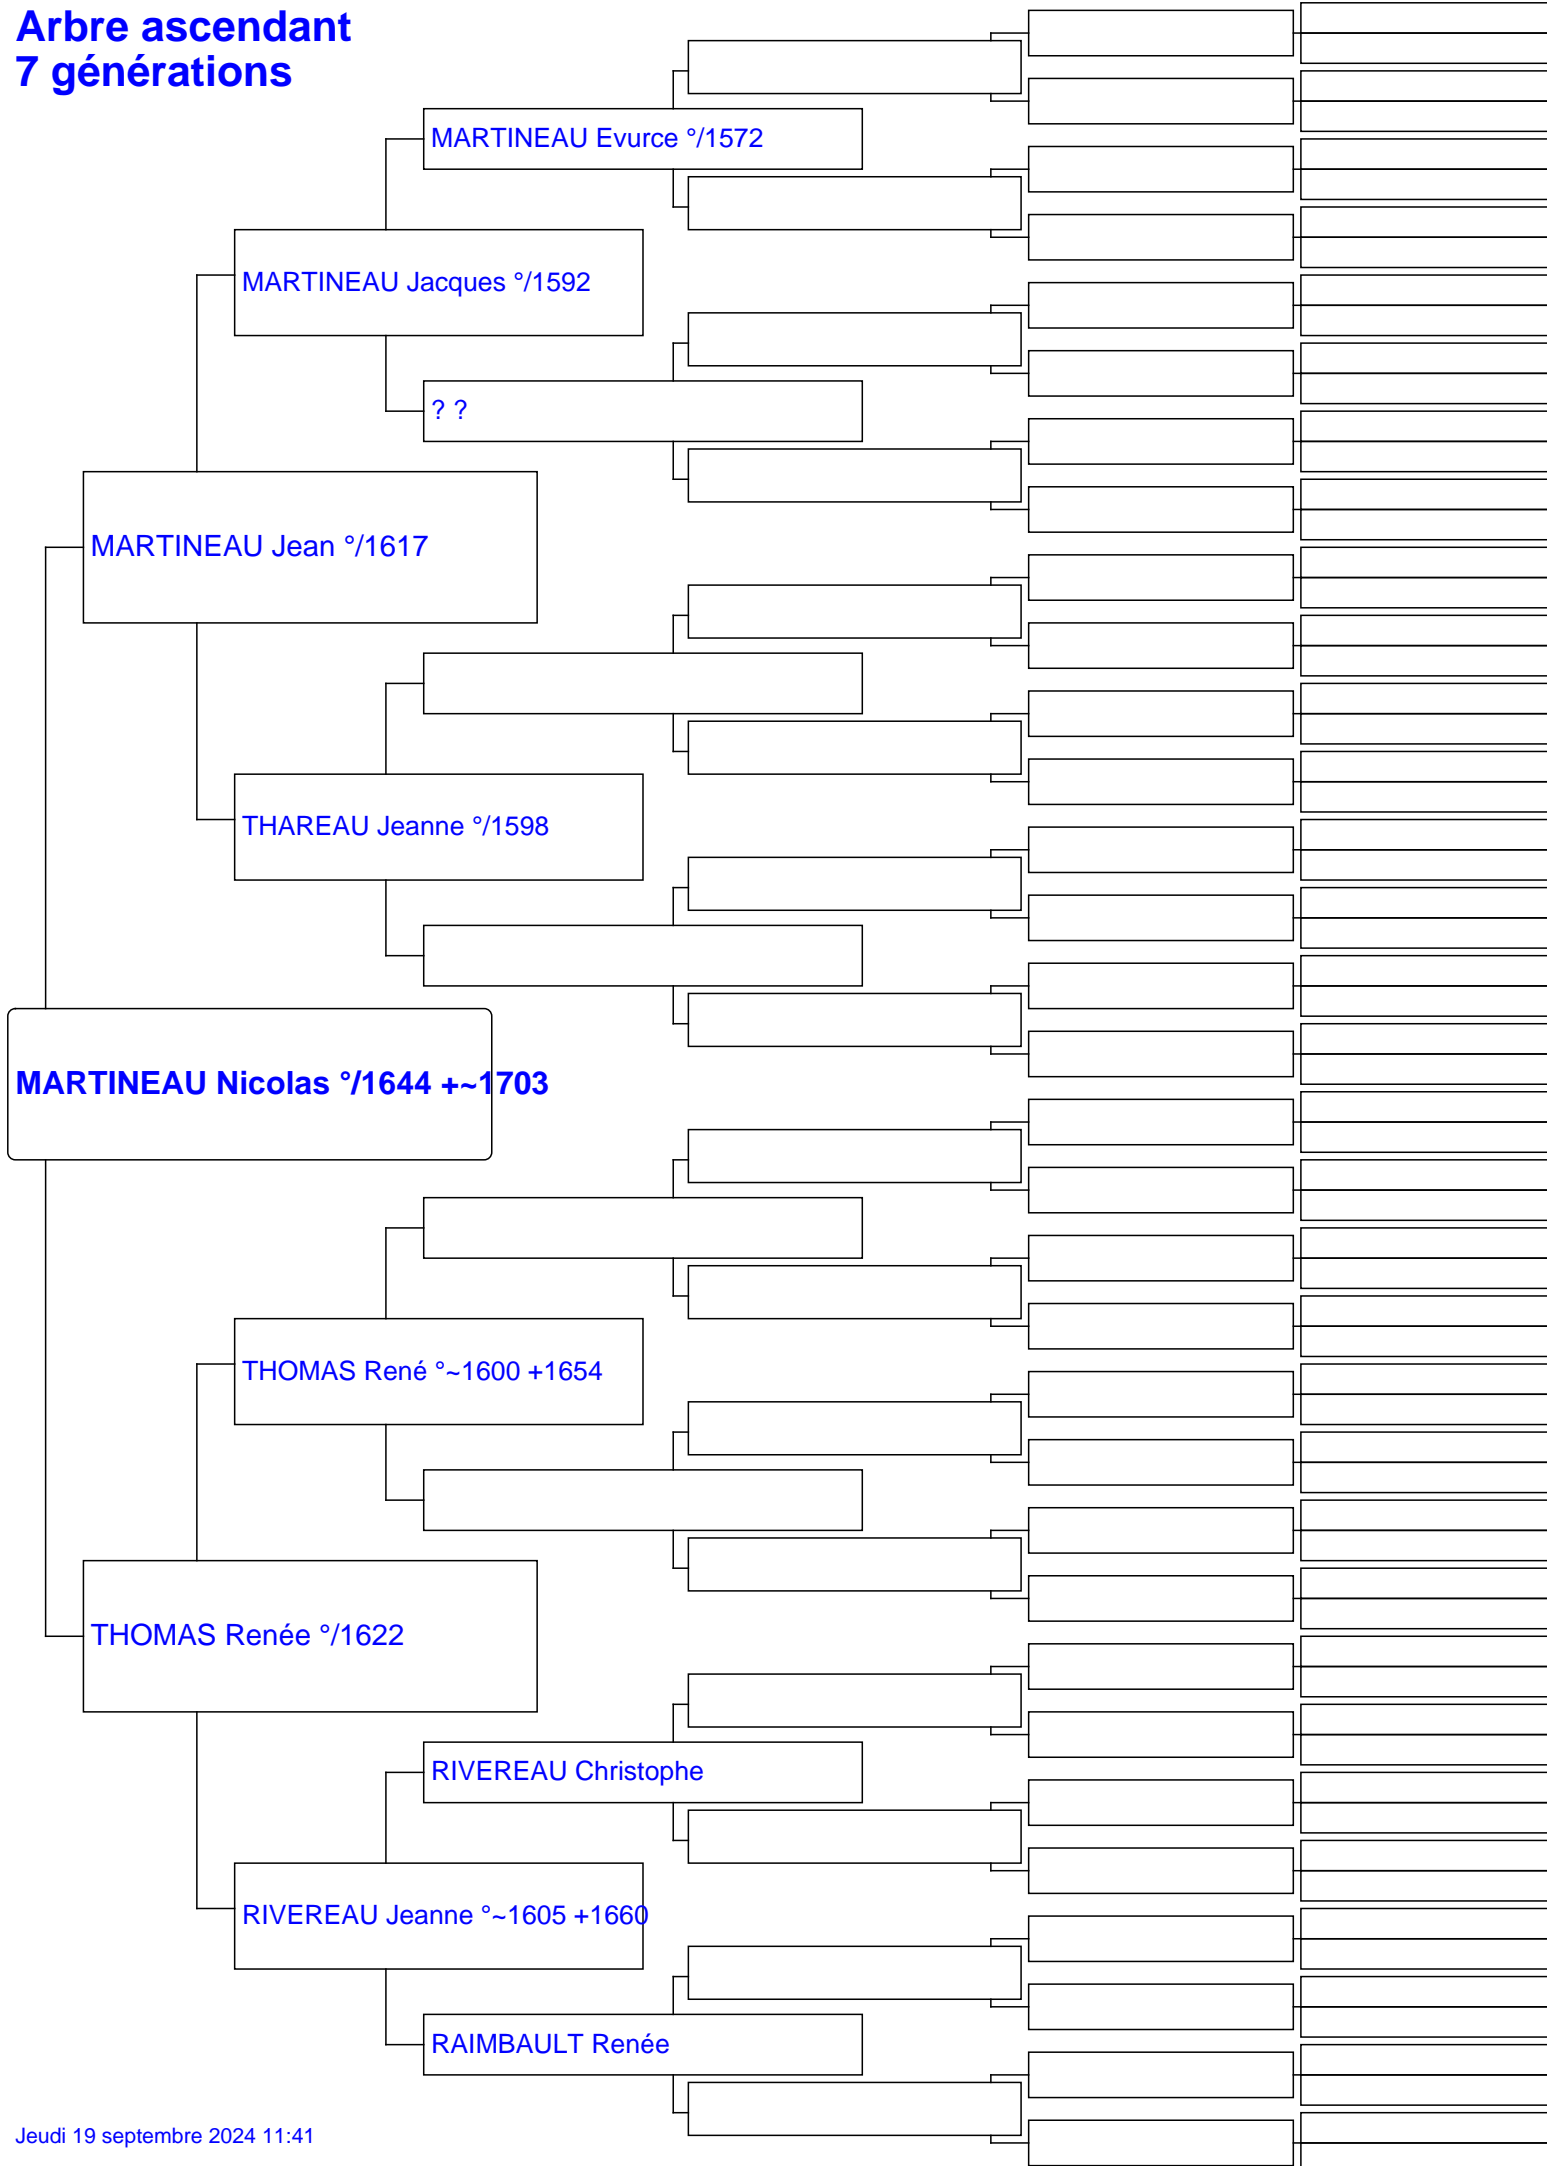 Arbre ascendant
7 générations
MARTINEAU Evurce °/1572
MARTINEAU Jacques °/1592
? ?
MARTINEAU Jean °/1617
THAREAU Jeanne °/1598
MARTINEAU Nicolas °/1644 +~1703
THOMAS René °~1600 +1654
THOMAS Renée °/1622
RIVEREAU Christophe
RIVEREAU Jeanne °~1605 +1660
RAIMBAULT Renée
Jeudi 19 septembre 2024 11:41